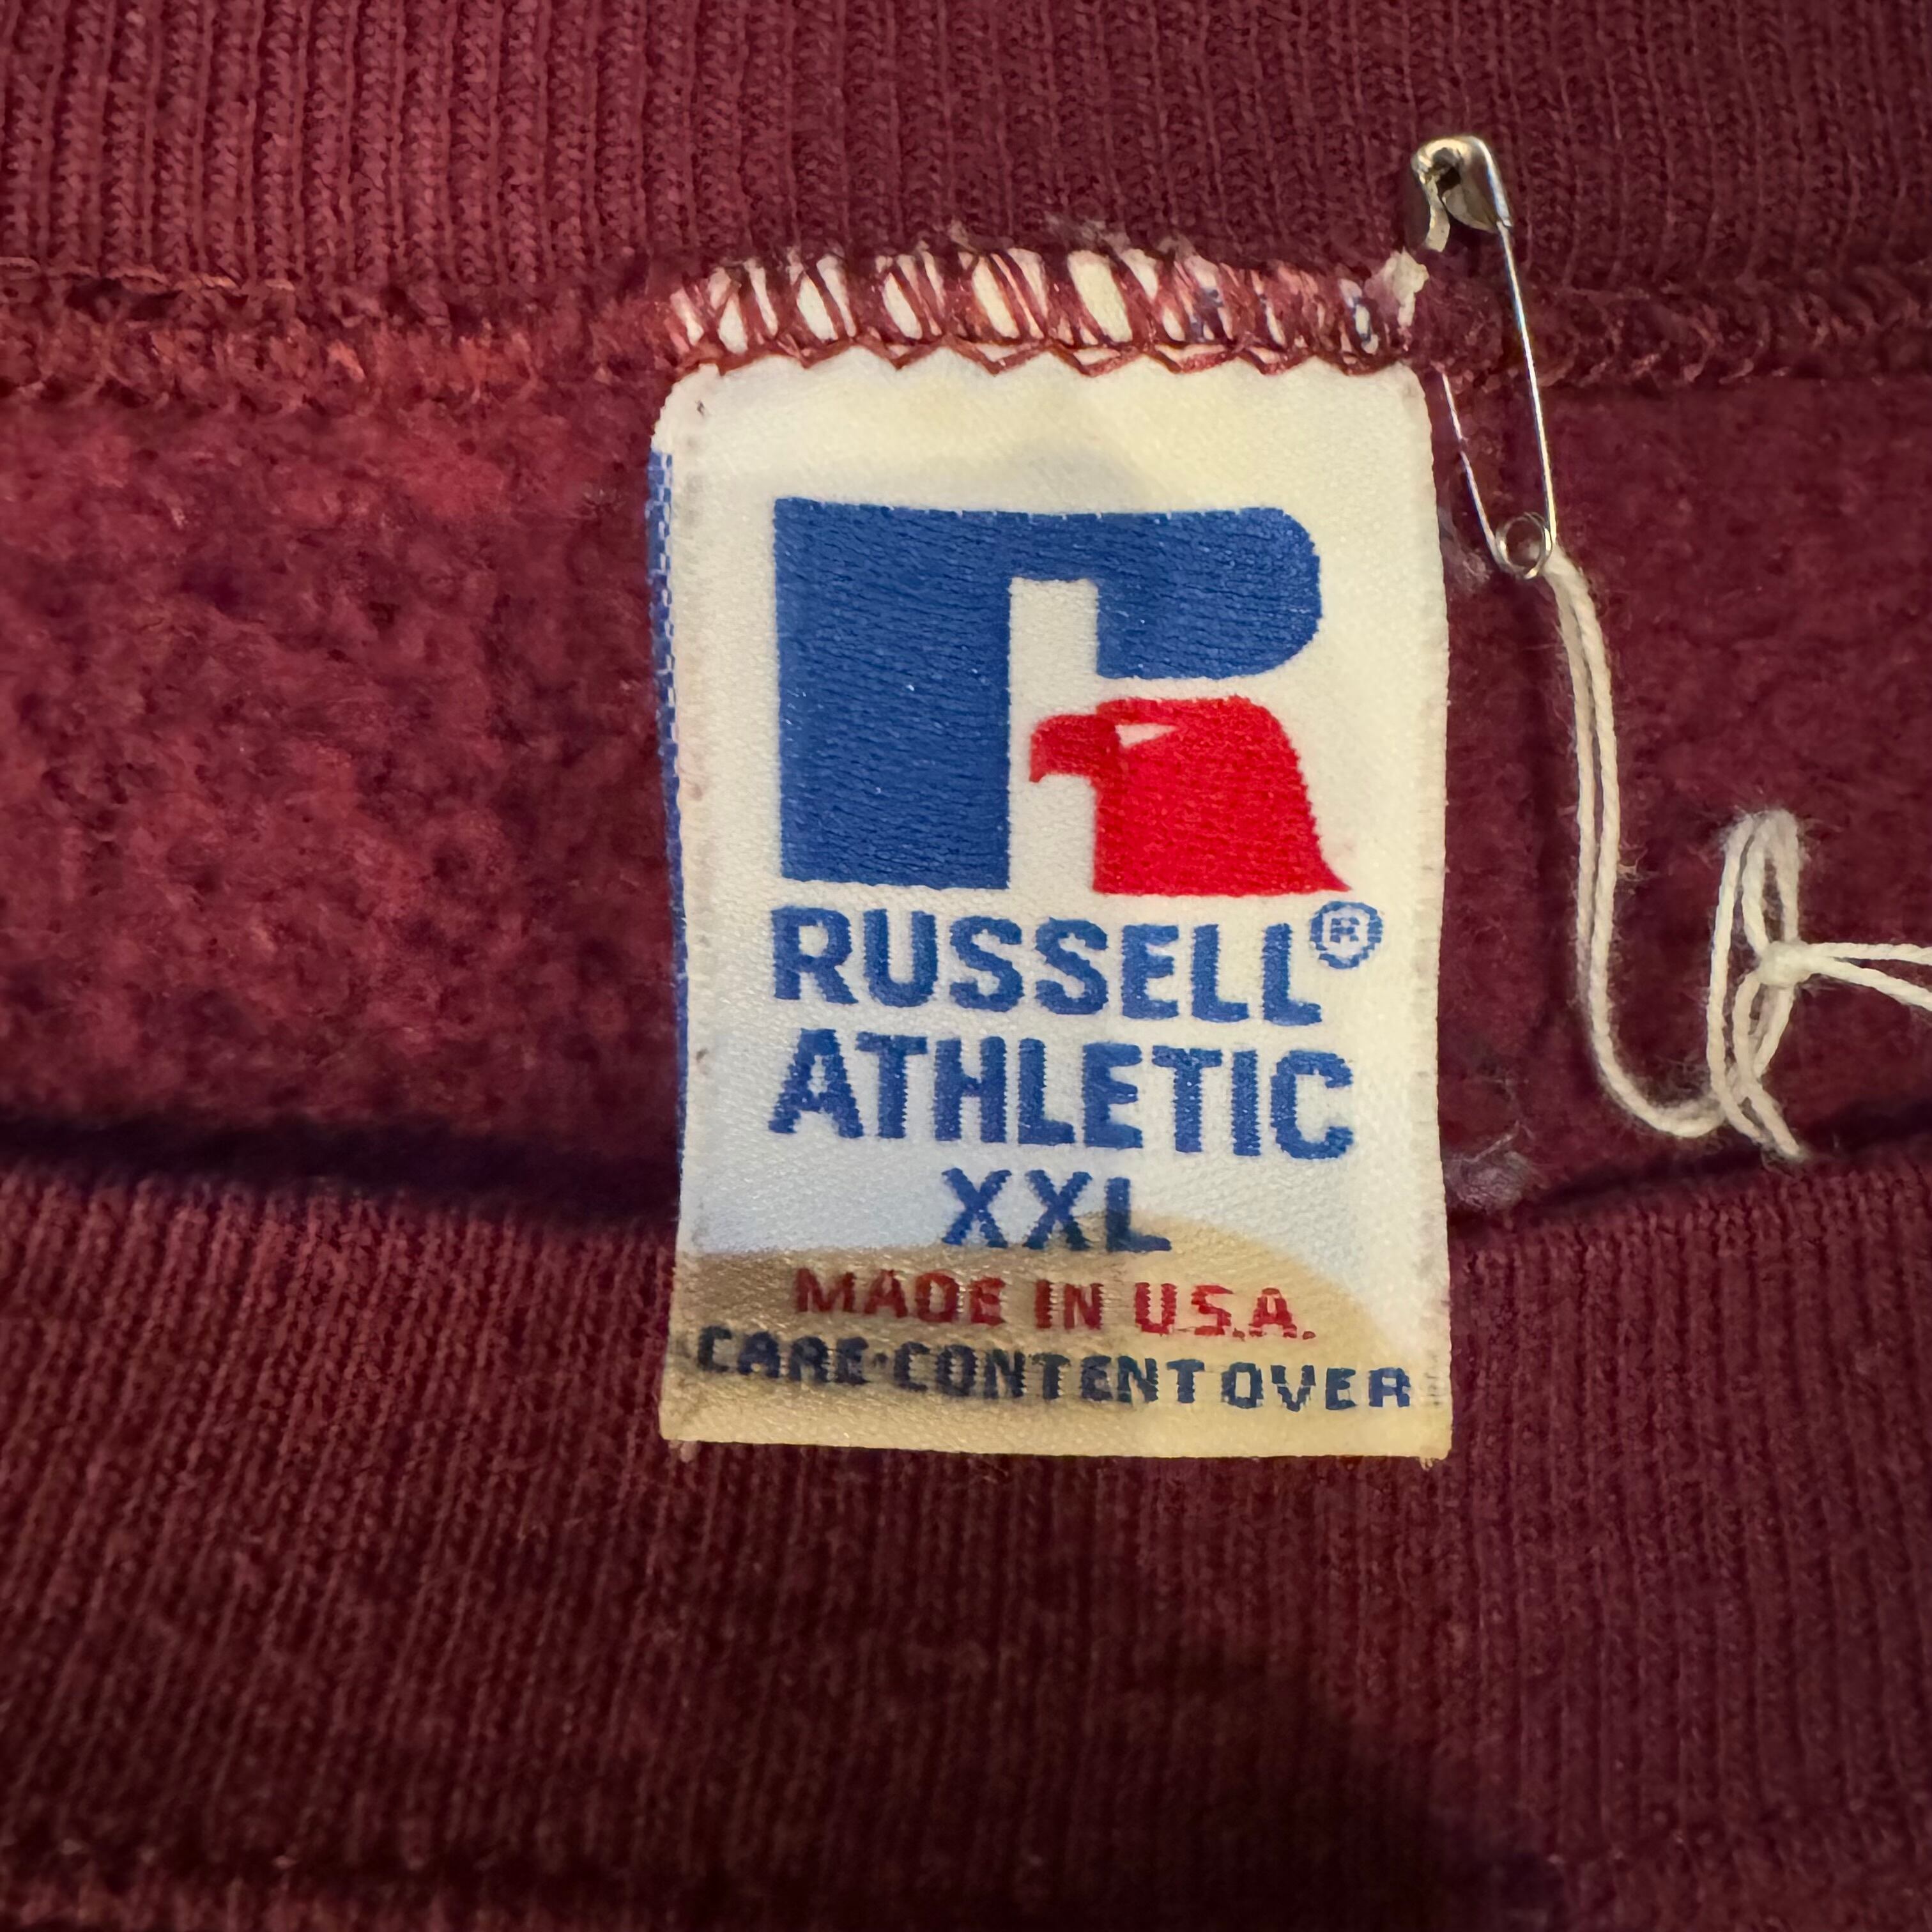 R
RUSSELL®
ATHLETIC
XXL
MADE IN U.S.A.
CARE·CONTENT OVER